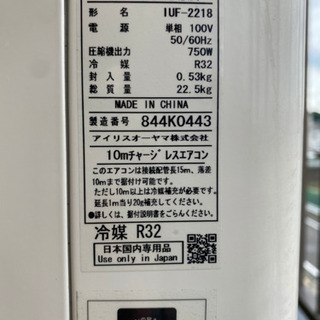 形名 IUF-2218
電源 単相 100V
50/60Hz
圧縮機出力 750W
冷媒 R32
封入量 0.53kg
総質量 22.5kg
MADE IN CHINA
製造番号 844K0443
アイリスオーヤマ株式会社
10mチャージレスエアコン
このエアコンは接続配管長15m、落差
10mまで据付け可能です。
ただし10m以上は冷媒補充が必要です。
延長1m当り20g補充してください。
●詳しくは、据付説明書をごらんください。
冷媒 R32
日本国内専用品
Use only in Japan